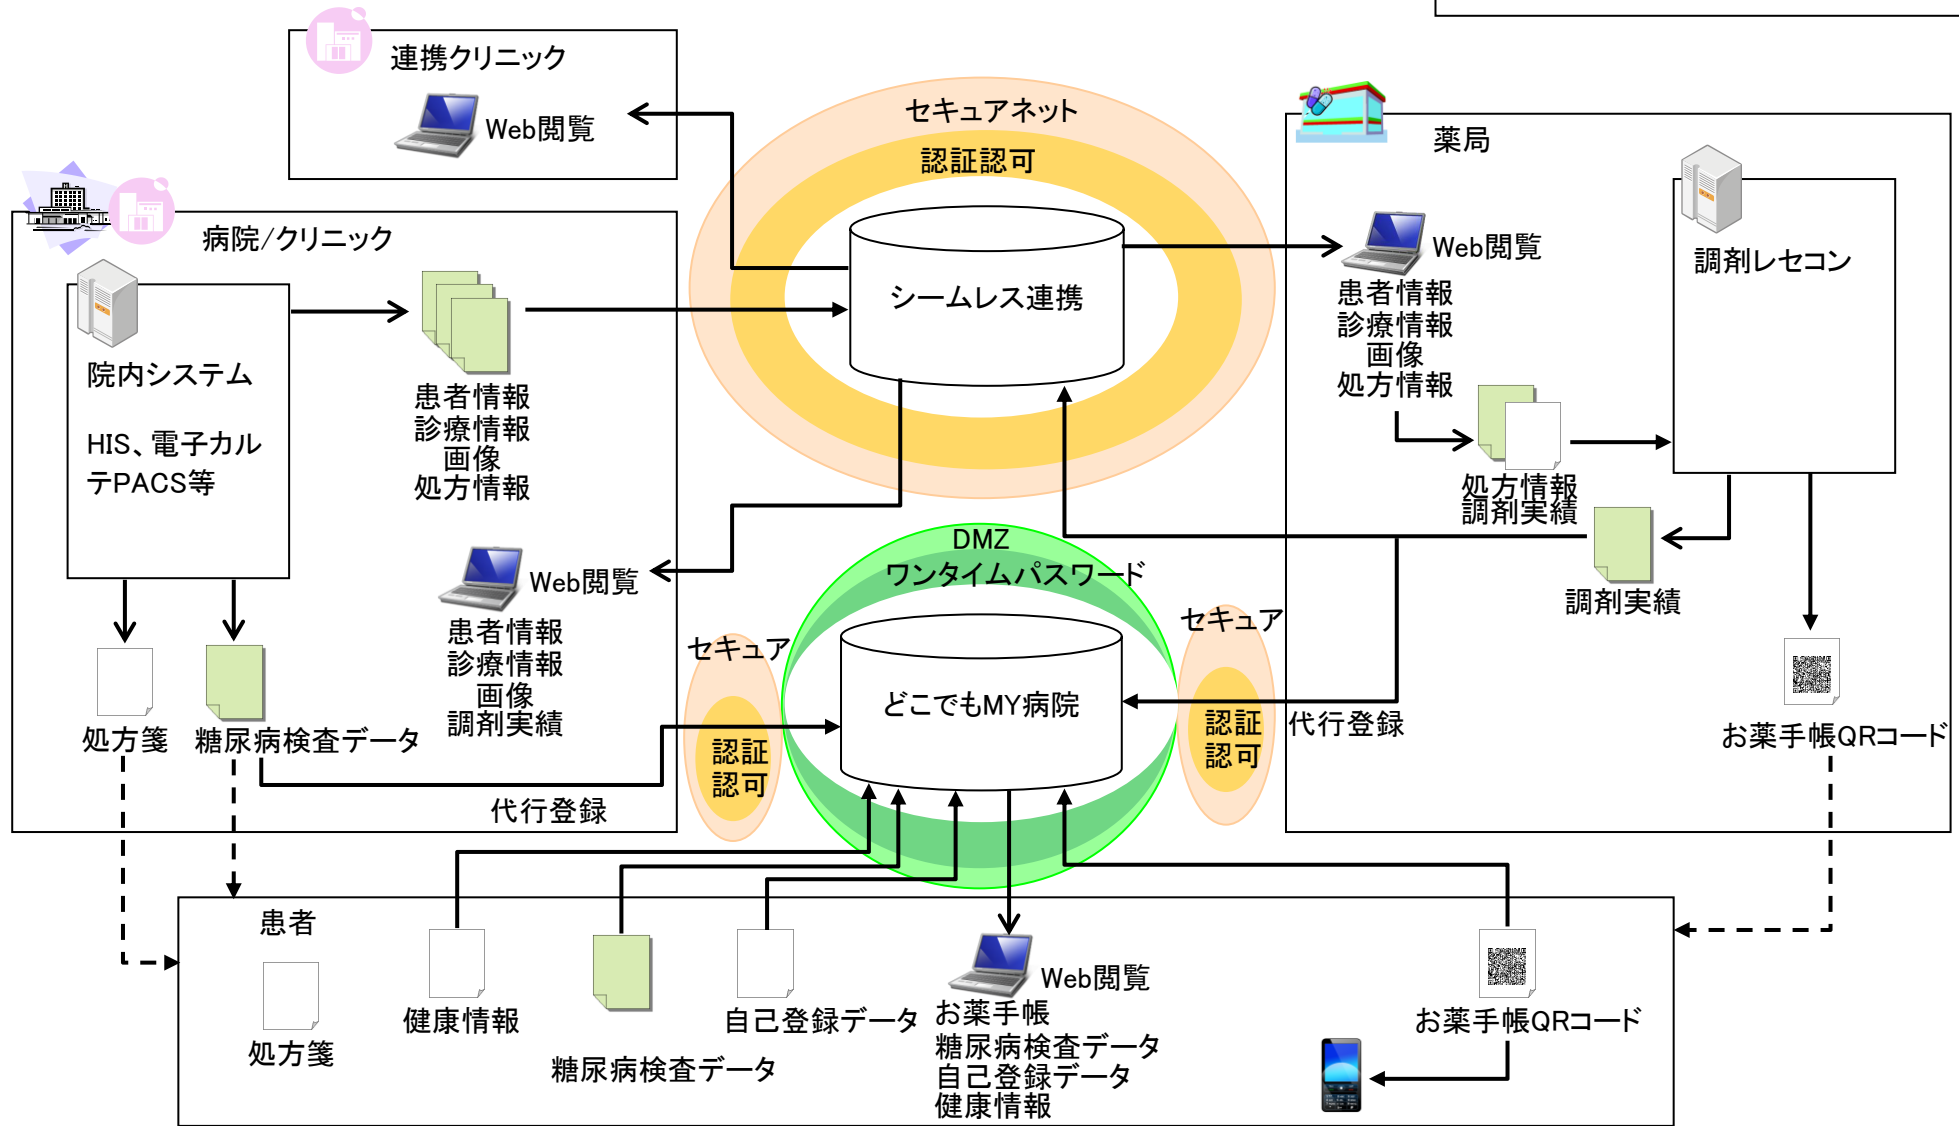 連携クリニック
Web閲覧
セキュアネット
認証認可
シームレス連携
薬局
Web閲覧
患者情報
診療情報
画像
処方情報
調剤レセコン
処方情報
調剤実績
調剤実績
お薬手帳QRコード
代行登録
病院/クリニック
院内システム
HIS、電子カル
テPACS等
患者情報
診療情報
画像
処方情報
Web閲覧
患者情報
診療情報
画像
調剤実績
処方箋
糖尿病検査データ
代行登録
DMZ
ワンタイムパスワード
どこでもMY病院
セキュア
認証
認可
セキュア
認証
認可
患者
処方箋
健康情報
糖尿病検査データ
自己登録データ
Web閲覧
お薬手帳
糖尿病検査データ
自己登録データ
健康情報
お薬手帳QRコード